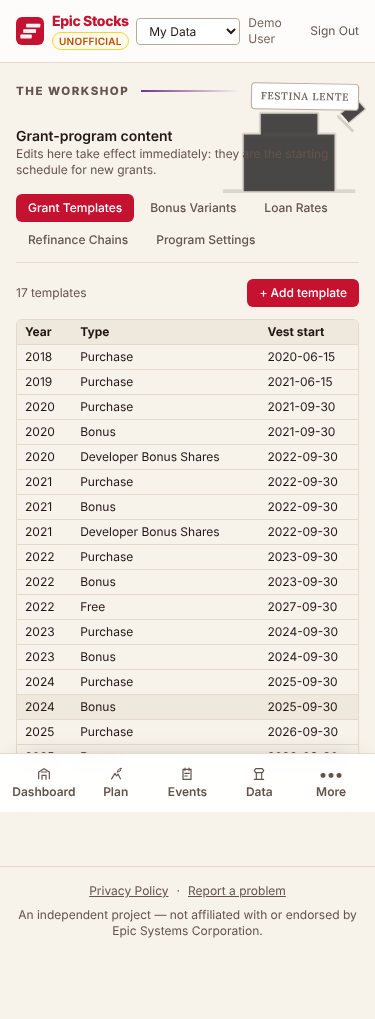 Epic Stocks
UNOFFICIAL
My Data
Demo User
Sign Out
THE WORKSHOP
FESTINA LENTE
Grant-program content
Edits here take effect immediately: they are the starting
schedule for new grants.
Grant Templates Bonus Variants Loan Rates
Refinance Chains Program Settings
17 templates + Add template
Year Type Vest start
2018 Purchase 2020-06-15
2019 Purchase 2021-06-15
2020 Purchase 2021-09-30
2020 Bonus 2021-09-30
2020 Developer Bonus Shares 2022-09-30
2021 Purchase 2022-09-30
2021 Bonus 2022-09-30
2021 Developer Bonus Shares 2022-09-30
2022 Purchase 2023-09-30
2022 Bonus 2023-09-30
2022 Free 2027-09-30
2023 Purchase 2024-09-30
2023 Bonus 2024-09-30
2024 Purchase 2025-09-30
2024 Bonus 2025-09-30
2025 Purchase 2026-09-30
Dashboard Plan Events Data More
Privacy Policy · Report a problem
An independent project — not affiliated with or endorsed by
Epic Systems Corporation.